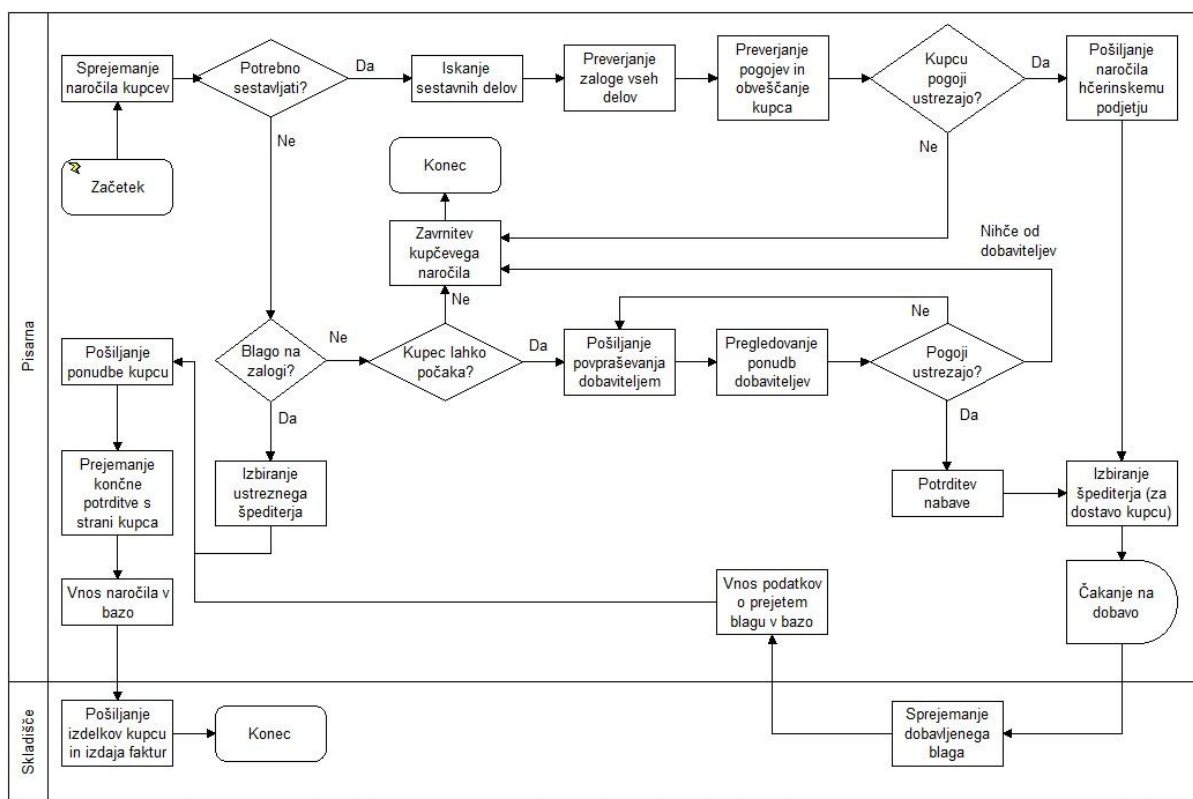 Pisarna
Sprejemanje
naročila kupcev
Potrebno
sestavljati?
Da
Iskanje
sestavnih delov
Preverjanje
zaloge vseh
delov
Preverjanje
pogojev in
obveščanje
kupca
Kupcu
pogoji
ustrezajo?
Da
Pošiljanje
naročila
hčerinskemu
podjetju
Ne
Ne
Začetek
Konec
Zavrnitev
kupčevega
naročila
Nihče od
dobaviteljev
Ne
Ne
Pošiljanje
ponudbe kupcu
Blago na
zalogi?
Ne
Kupec lahko
počaka?
Da
Pošiljanje
povpraševanja
dobaviteljem
Pregledovanje
ponudb
dobaviteljev
Pogoji
ustrezajo?
Da
Da
Prejemanje
končne
potrditve s
strani kupca
Izbiranje
ustreznega
špediterja
Potrditev
nabave
Izbiranje
špediterja (za
dostavo kupcu)
Vnos naročila v
bazo
Vnos podatkov
o prejetem
blagu v bazo
Čakanje na
dobavo
Skladišče
Pošiljanje
izdelkov kupcu
in izdaja faktur
Konec
Sprejemanje
dobavljenega
blaga